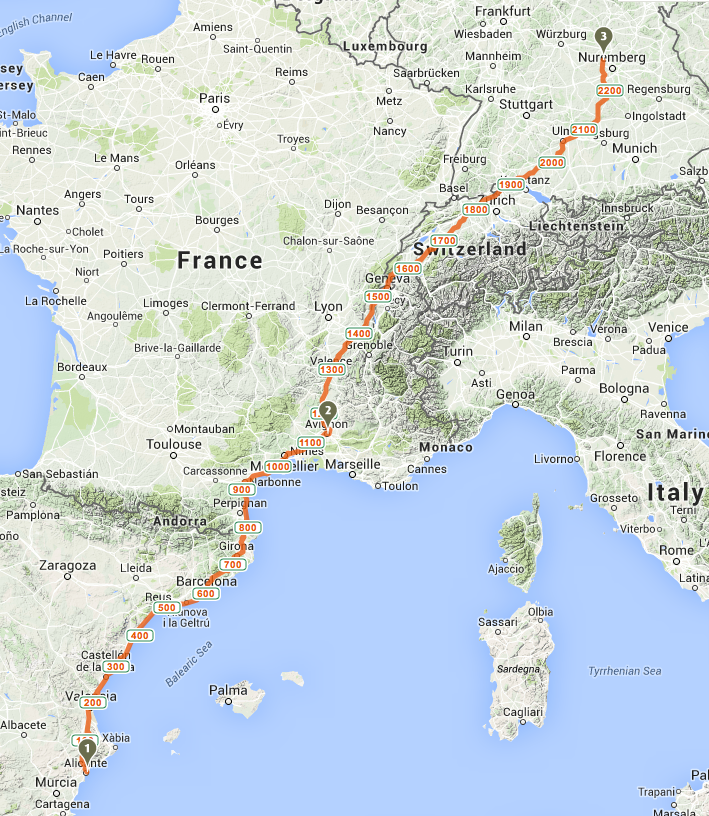 English Channel
Amiens
Frankfurt
Wiesbaden
Würzburg
3
Le Havre
Rouen
Saint-Quentin
Luxembourg
Mannheim
Nuremberg
Caen
Reims
Saarbrücken
2200
Regensburg
Paris
Metz
Karlsruhe
Ingolstadt
St-Malo
Évry
Nancy
Stuttgart
2100
Rennes
Troyes
2000
Munich
Le Mans
Orléans
Freiburg
1900
Angers
Tours
Basel
Zurich
1800
Nantes
Cholet
Bourges
Dijon
Besançon
Innsbruck
La Roche-sur-Yon
Poitiers
Chalon-sur-Saône
1700
Liechtenstein
Niort
France
1600
Switzerland
La Rochelle
Limoges
Clermont-Ferrand
Geneva
1500
Angoulême
Lyon
Milan
Verona
Venice
Brive-la-Gaillarde
1400
Grenoble
Brescia
Padua
Bordeaux
Valence
1300
Turin
Asti
Parma
Bologna
Genoa
Ravenna
2
Avignon
Montauban
1100
Nîmes
San Marino
Toulouse
Monaco
San Sebastián
Carcassonne
1000
Montpellier
Marseille
Cannes
Livorno
Florence
Pamplona
900
Narbonne
Toulon
Perpignan
Grosseto
Italy
Andorra
800
Viterbo
Terni
Zaragoza
Lleida
Girona
700
Ajaccio
Rome
Barcelona
600
Latina
Reus
500
Vilanova
i la Geltrú
Olbia
Sassari
400
Castellón
de la Plana
300
Balearic Sea
Sardegna
Tyrrhenian Sea
Valencia
200
Palma
Cagliari
Albacete
Xàbia
1
Alicante
Murcia
Trapani
Cartagena